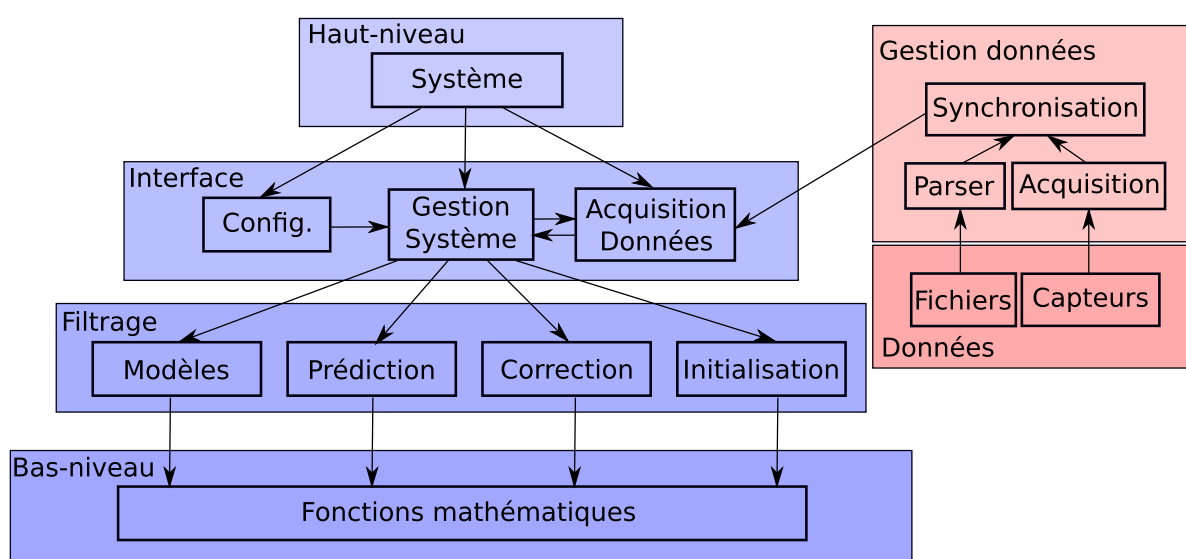 Haut-niveau
Système
Interface
Config.
Gestion
Système
Acquisition
Données
Filtrage
Modèles
Prédiction
Correction
Initialisation
Bas-niveau
Fonctions mathématiques
Gestion données
Synchronisation
Parser
Acquisition
Fichiers
Capteurs
Données